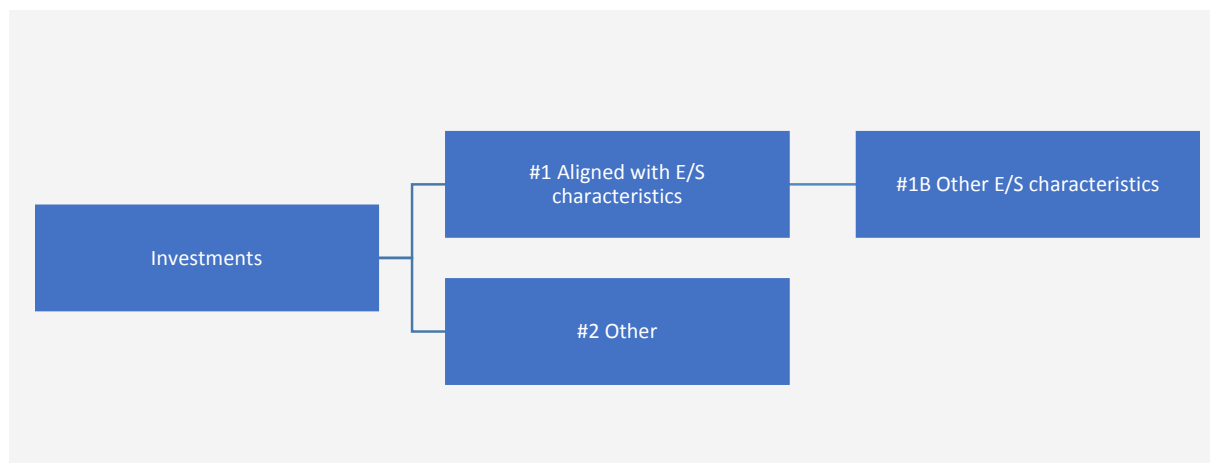 Investments
#1 Aligned with E/S
characteristics
#1B Other E/S characteristics
#2 Other